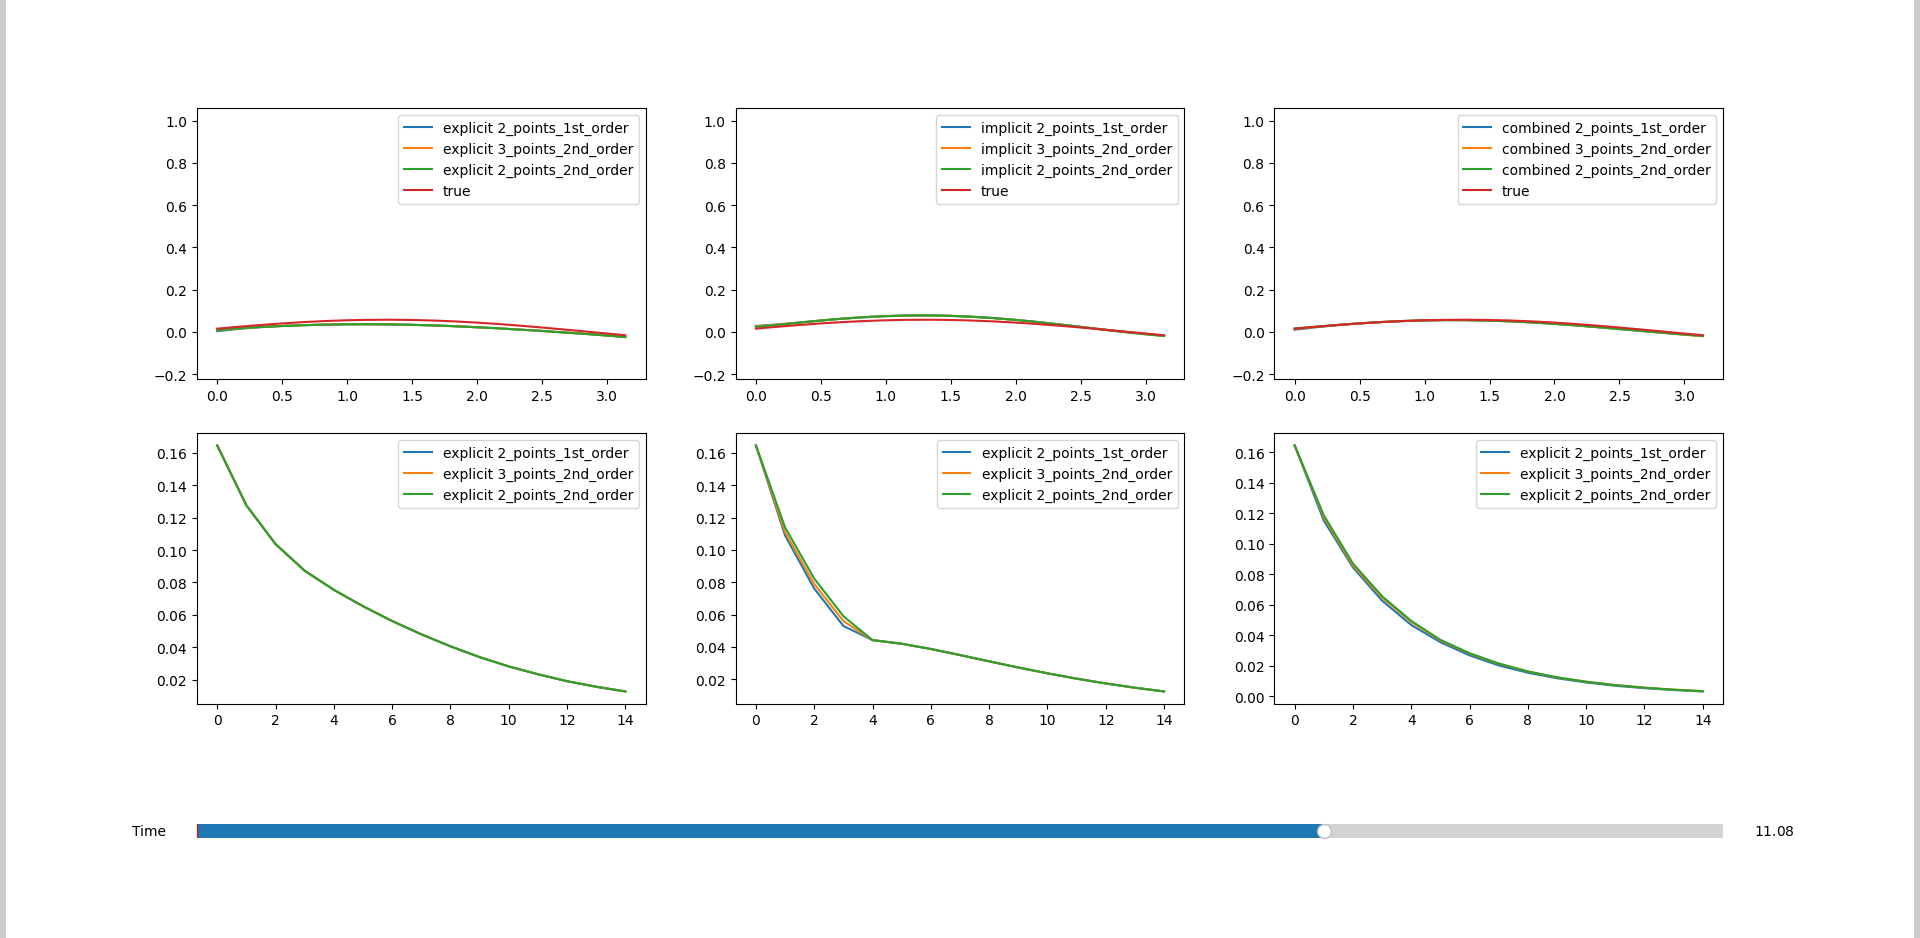 1.0
0.8
0.6
0.4
0.2
0.0
−0.2
0.0 0.5 1.0 1.5 2.0 2.5 3.0
explicit 2_points_1st_order
explicit 3_points_2nd_order
explicit 2_points_2nd_order
true
1.0
0.8
0.6
0.4
0.2
0.0
−0.2
0.0 0.5 1.0 1.5 2.0 2.5 3.0
implicit 2_points_1st_order
implicit 3_points_2nd_order
implicit 2_points_2nd_order
true
1.0
0.8
0.6
0.4
0.2
0.0
−0.2
0.0 0.5 1.0 1.5 2.0 2.5 3.0
combined 2_points_1st_order
combined 3_points_2nd_order
combined 2_points_2nd_order
true
0.16
0.14
0.12
0.10
0.08
0.06
0.04
0.02
0 2 4 6 8 10 12 14
explicit 2_points_1st_order
explicit 3_points_2nd_order
explicit 2_points_2nd_order
0.16
0.14
0.12
0.10
0.08
0.06
0.04
0.02
0 2 4 6 8 10 12 14
explicit 2_points_1st_order
explicit 3_points_2nd_order
explicit 2_points_2nd_order
0.16
0.14
0.12
0.10
0.08
0.06
0.04
0.02
0.00
0 2 4 6 8 10 12 14
explicit 2_points_1st_order
explicit 3_points_2nd_order
explicit 2_points_2nd_order
Time 11.08